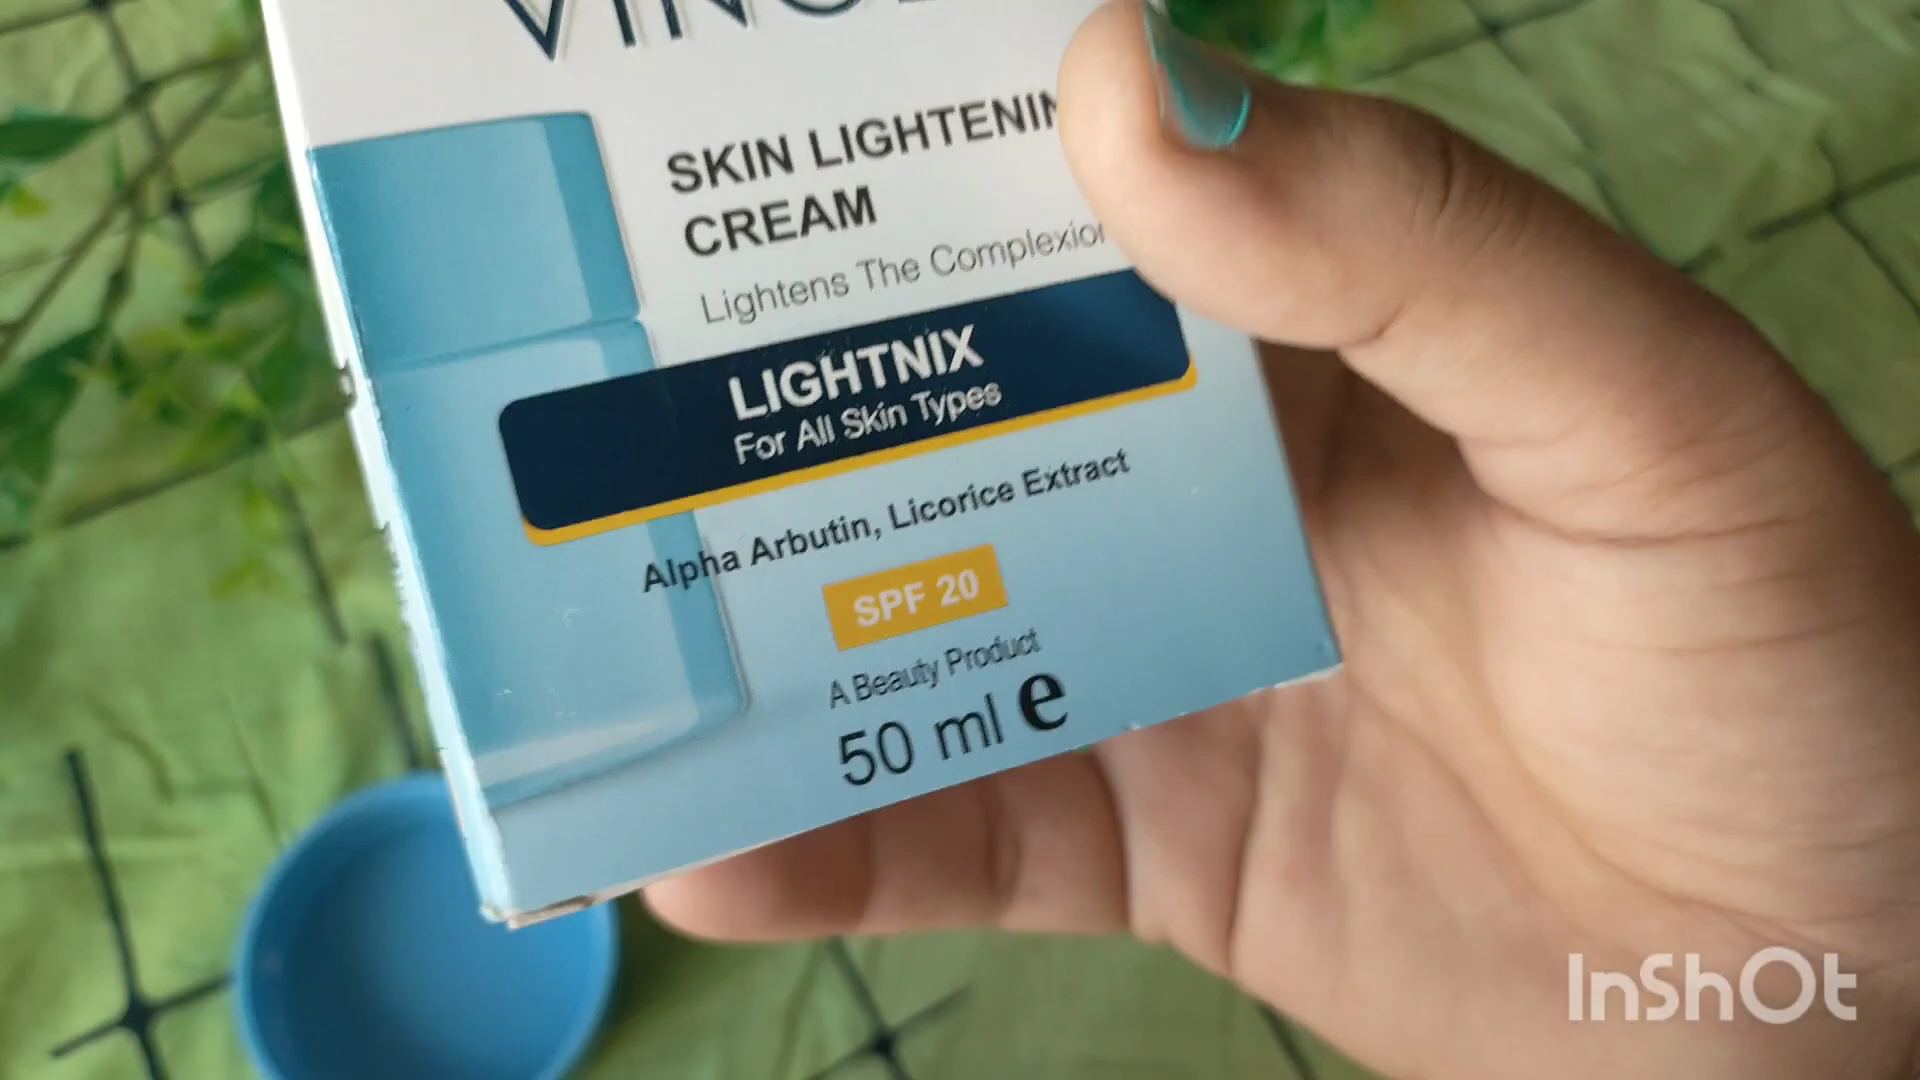 SKIN LIGHTENIN
CREAM
Lightens The Complexion
LIGHTNIX
For All Skin Types
Alpha Arbutin, Licorice Extract
SPF 20
A Beauty Product
50 ml e
InShOt